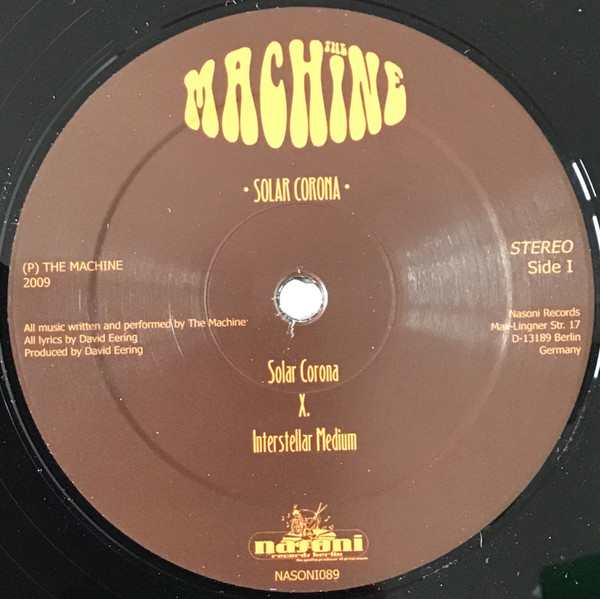 THE
MACHINE
• SOLAR CORONA •
(P) THE MACHINE
2009
STEREO
Side I
All music written and performed by The Machine
All lyrics by David Eering
Produced by David Eering
Nasoni Records
Max-Lingner Str. 17
D-13189 Berlin
Germany
Solar Corona
X.
Interstellar Medium
nasoni
records berlin
NASONI089